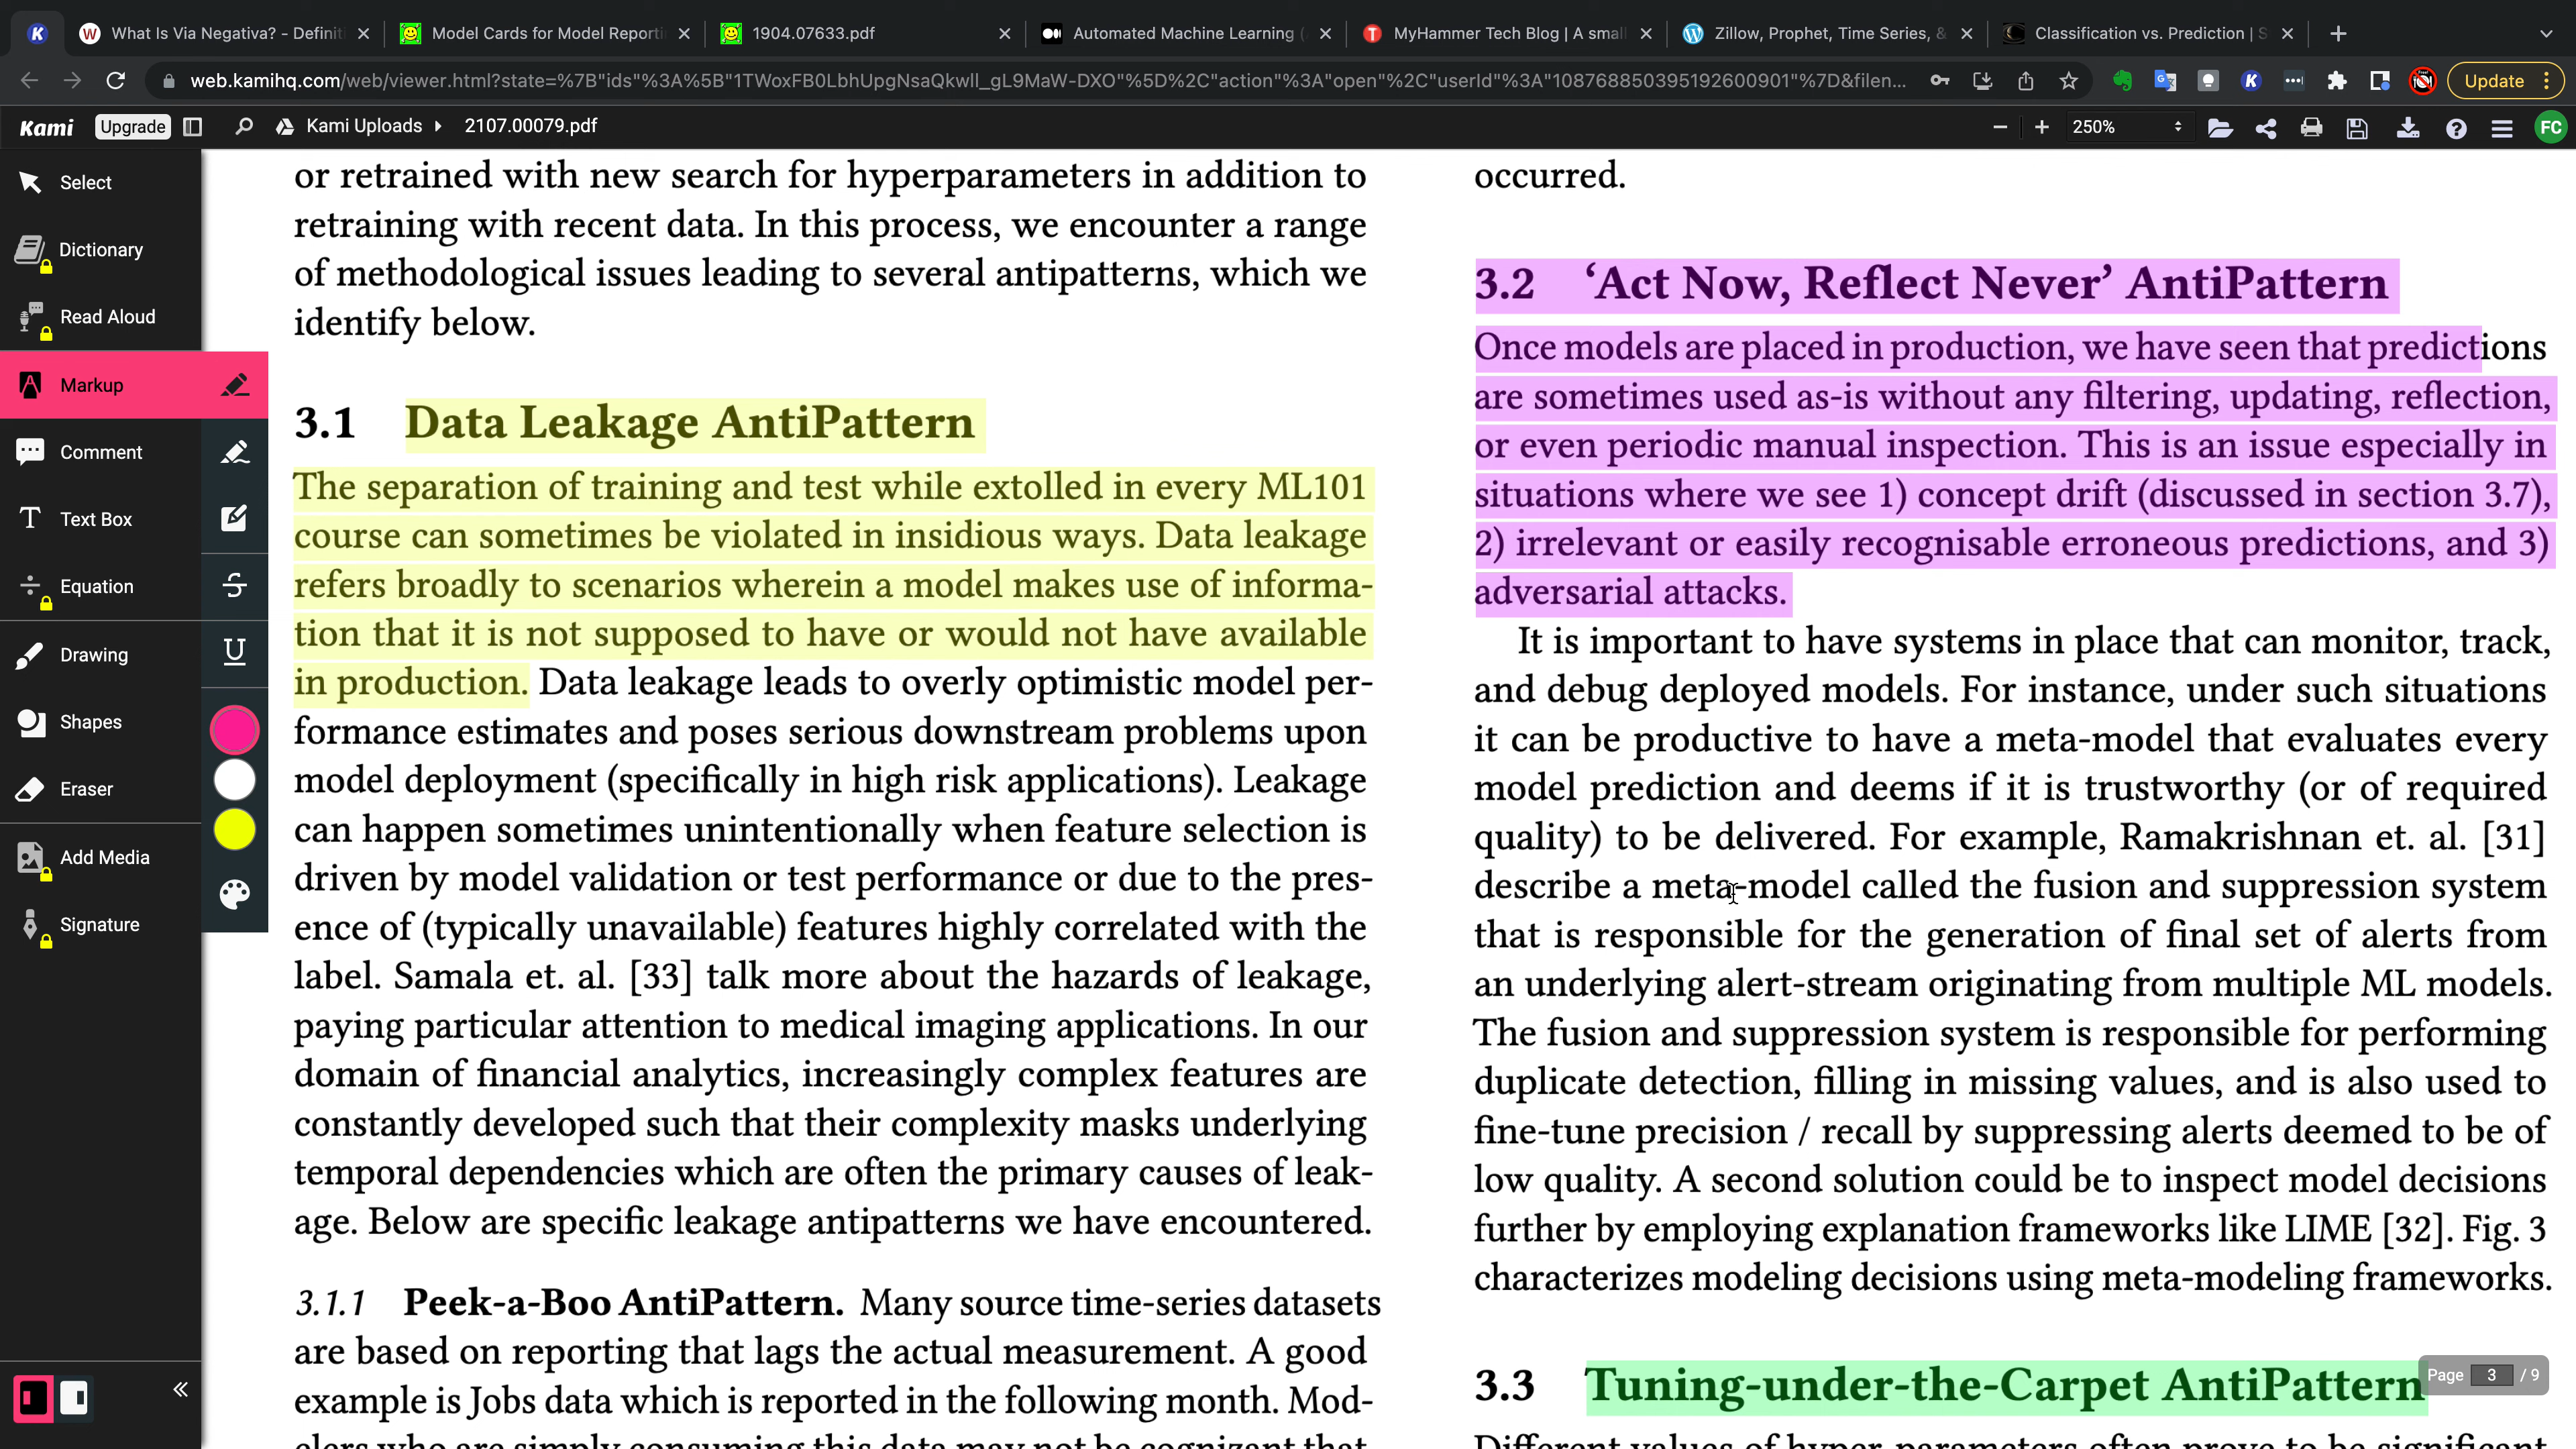 What Is Via Negativa? - Definiti
Model Cards for Model Reporti
1904.07633.pdf
Automated Machine Learning (
MyHammer Tech Blog | A small
Zillow, Prophet, Time Series, &
Classification vs. Prediction | S
web.kamihq.com/web/viewer.html?state=%7B"ids"%3A%5B"1TWoxFB0LbhUpgNsaQkwll_gL9MaW-DXO"%5D%2C"action"%3A"open"%2C"userId"%3A"108768850395192600901"%7D&filen...
Update
Kami
Upgrade
Kami Uploads
2107.00079.pdf
250%
FC
Select
Dictionary
Read Aloud
Markup
Comment
Text Box
Equation
Drawing
Shapes
Eraser
Add Media
Signature
or retrained with new search for hyperparameters in addition to
retraining with recent data. In this process, we encounter a range
of methodological issues leading to several antipatterns, which we
identify below.
3.1 Data Leakage AntiPattern
The separation of training and test while extolled in every ML101
course can sometimes be violated in insidious ways. Data leakage
refers broadly to scenarios wherein a model makes use of informa-
tion that it is not supposed to have or would not have available
in production. Data leakage leads to overly optimistic model per-
formance estimates and poses serious downstream problems upon
model deployment (specifically in high risk applications). Leakage
can happen sometimes unintentionally when feature selection is
driven by model validation or test performance or due to the pres-
ence of (typically unavailable) features highly correlated with the
label. Samala et. al. [33] talk more about the hazards of leakage,
paying particular attention to medical imaging applications. In our
domain of financial analytics, increasingly complex features are
constantly developed such that their complexity masks underlying
temporal dependencies which are often the primary causes of leak-
age. Below are specific leakage antipatterns we have encountered.
3.1.1 Peek-a-Boo AntiPattern. Many source time-series datasets
are based on reporting that lags the actual measurement. A good
example is Jobs data which is reported in the following month. Mod-
elers who are simply consuming this data may not be cognizant that
occurred.
3.2 ‘Act Now, Reflect Never’ AntiPattern
Once models are placed in production, we have seen that predictions
are sometimes used as-is without any filtering, updating, reflection,
or even periodic manual inspection. This is an issue especially in
situations where we see 1) concept drift (discussed in section 3.7),
2) irrelevant or easily recognisable erroneous predictions, and 3)
adversarial attacks.
It is important to have systems in place that can monitor, track,
and debug deployed models. For instance, under such situations
it can be productive to have a meta-model that evaluates every
model prediction and deems if it is trustworthy (or of required
quality) to be delivered. For example, Ramakrishnan et. al. [31]
describe a meta-model called the fusion and suppression system
that is responsible for the generation of final set of alerts from
an underlying alert-stream originating from multiple ML models.
The fusion and suppression system is responsible for performing
duplicate detection, filling in missing values, and is also used to
fine-tune precision / recall by suppressing alerts deemed to be of
low quality. A second solution could be to inspect model decisions
further by employing explanation frameworks like LIME [32]. Fig. 3
characterizes modeling decisions using meta-modeling frameworks.
3.3 Tuning-under-the-Carpet AntiPattern
Different values of hyper-parameters often prove to be significant
Page 3 / 9